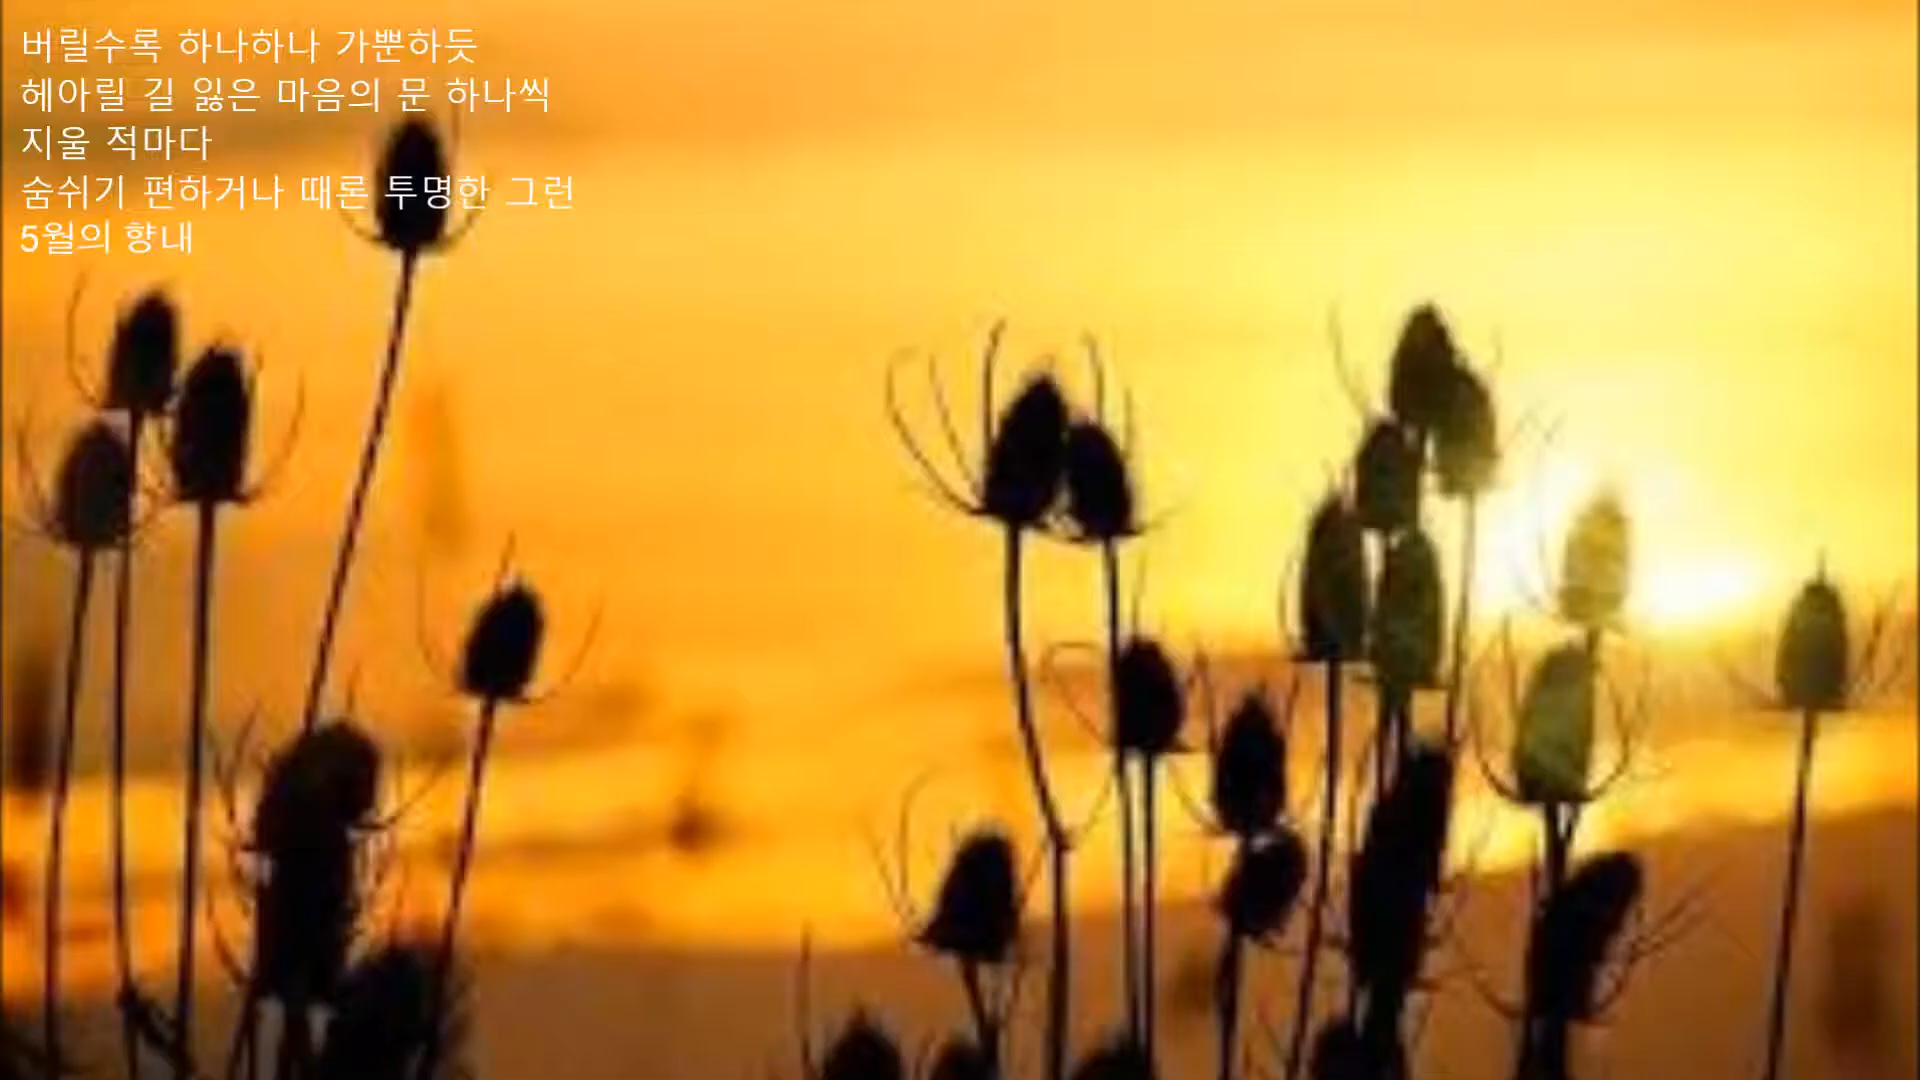 버릴수록 하나하나 가뿐하듯
헤아릴 길 잃은 마음의 문 하나씩
지울 적마다
숨쉬기 편하거나 때론 투명한 그런
5월의 향내